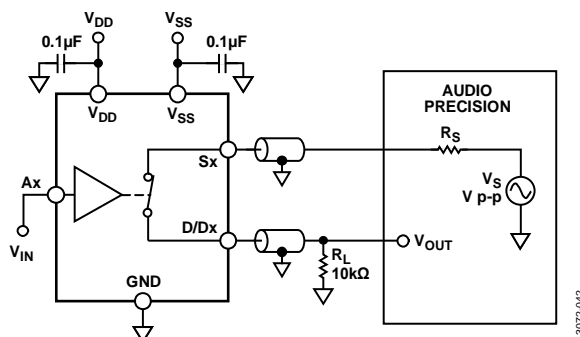 VDD
VSS
0.1µF
0.1µF
VDD
VSS
AUDIO
PRECISION
RS
Sx
VS
V p-p
Ax
VIN
D/Dx
VOUT
RL
10kΩ
GND